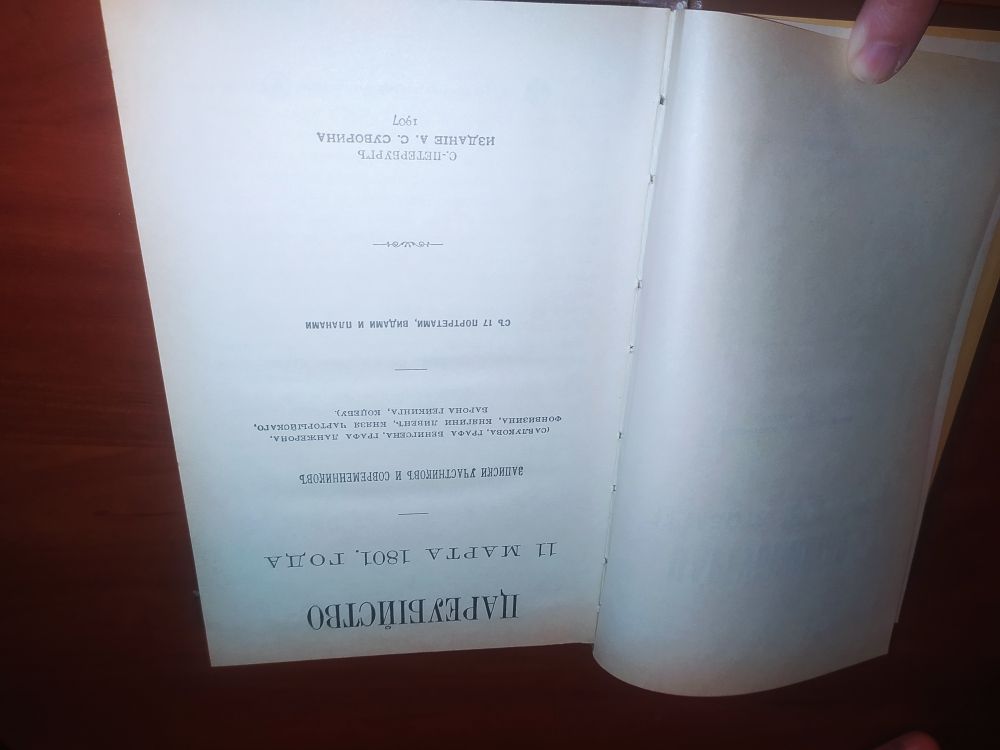 ЦАРЕУБІЙСТВО
11 МАРТА 1801. ГОДА
ЗАПИСКИ УЧАСТНИКОВЪ И СОВРЕМЕННИКОВЪ
(САБЛУКОВА, ГРАФА БЕНИГСЕНА, ГРАФА ЛАНЖЕРОНА,
ФОНВИЗИНА, КНЯГИНИ ЛИВЕНЪ, КНЯЗЯ ЧАРТОРЫЙСКАГО,
БАРОНА ГЕЙКИНГА, КОЦЕБУ).
СЪ 17 ПОРТРЕТАМИ, ВИДАМИ И ПЛАНАМИ
С.-ПЕТЕРБУРГЪ
ИЗДАНІЕ А. С. СУВОРИНА
1907